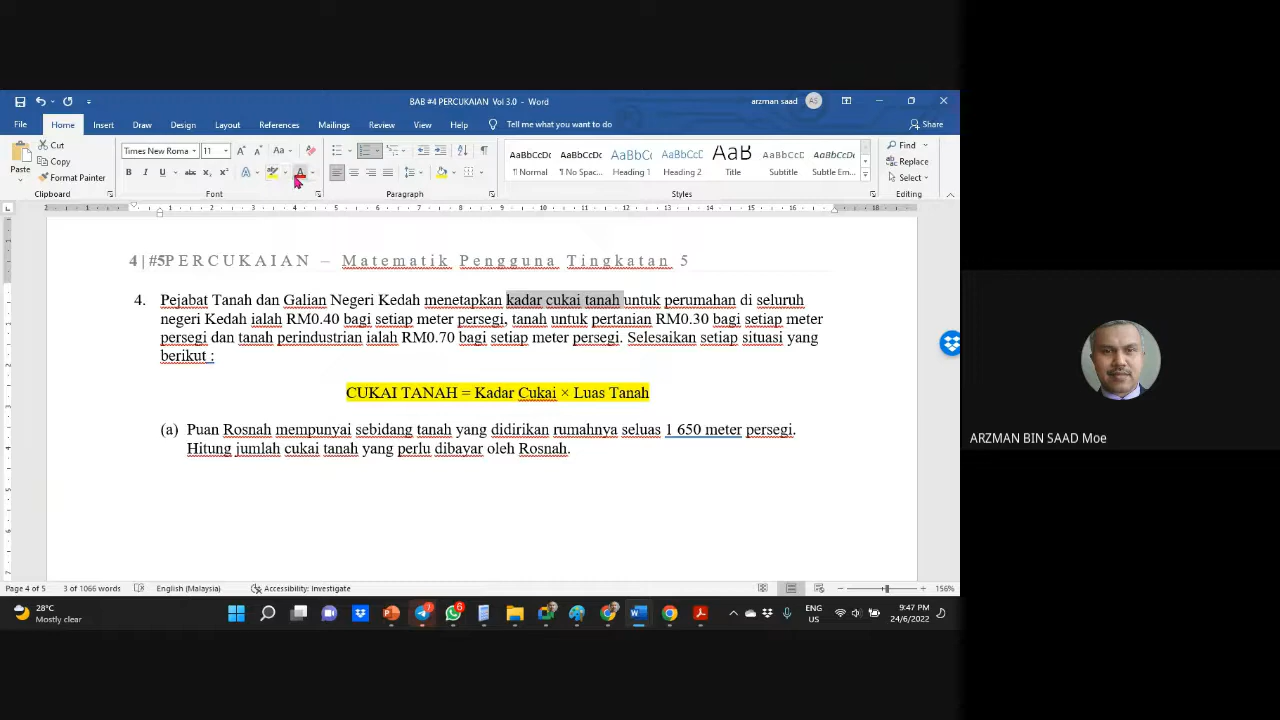 BAB #4 PERCUKAIAN Vol 3.0 - Word
arzman saad
AS
File Home Insert Draw Design Layout References Mailings Review View Help Tell me what you want to do Share
Paste
Cut
Copy
Format Painter
Clipboard
Times New Roma 11
Font
Paragraph
AaBbCcDc AaBbCcDc AaBbCc AaBbCcD AaB AaBbCcD AaBbCcDc
¶ Normal ¶ No Spac... Heading 1 Heading 2 Title Subtitle Subtle Em...
Styles
Find
Replace
Select
Editing
4 | #5P E R C U K A I A N – M a t e m a t i k P e n g g u n a T i n g k a t a n 5
4. Pejabat Tanah dan Galian Negeri Kedah menetapkan kadar cukai tanah untuk perumahan di seluruh
negeri Kedah ialah RM0.40 bagi setiap meter persegi, tanah untuk pertanian RM0.30 bagi setiap meter
persegi dan tanah perindustrian ialah RM0.70 bagi setiap meter persegi. Selesaikan setiap situasi yang
berikut :
CUKAI TANAH = Kadar Cukai × Luas Tanah
(a) Puan Rosnah mempunyai sebidang tanah yang didirikan rumahnya seluas 1 650 meter persegi.
Hitung jumlah cukai tanah yang perlu dibayar oleh Rosnah.
ARZMAN BIN SAAD Moe
Page 4 of 5 3 of 1066 words English (Malaysia) Accessibility: Investigate 156%
28°C
Mostly clear
ENG
US
9:47 PM
24/6/2022